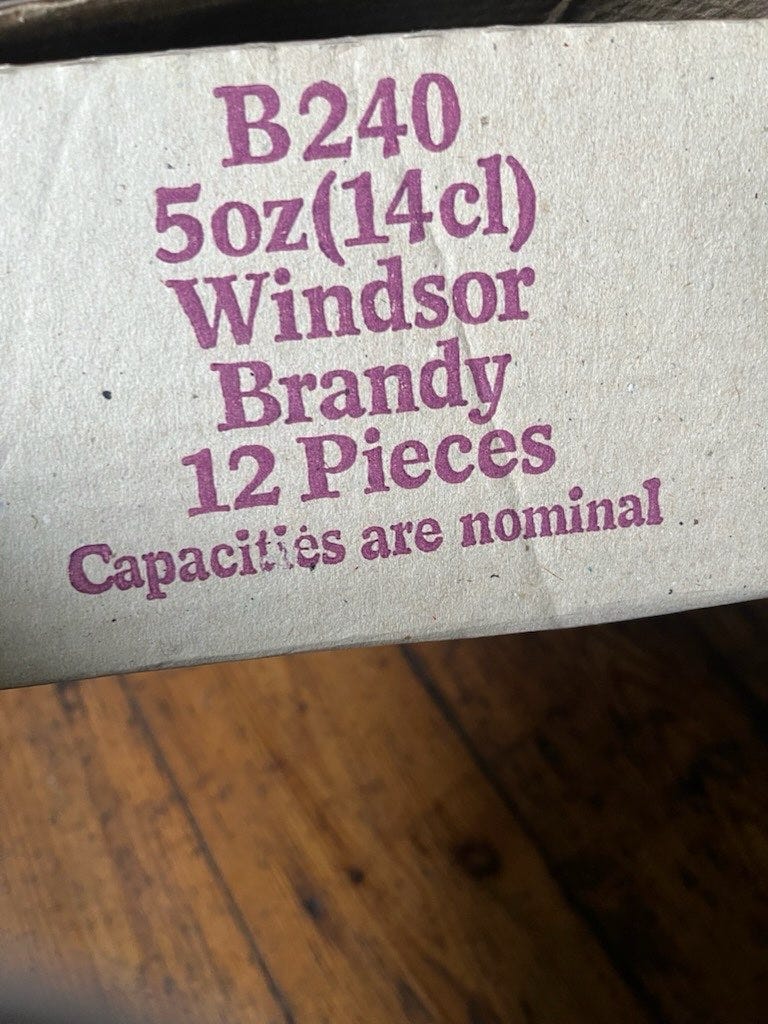 B240
5oz(14cl)
Windsor
Brandy
12 Pieces
Capacities are nominal